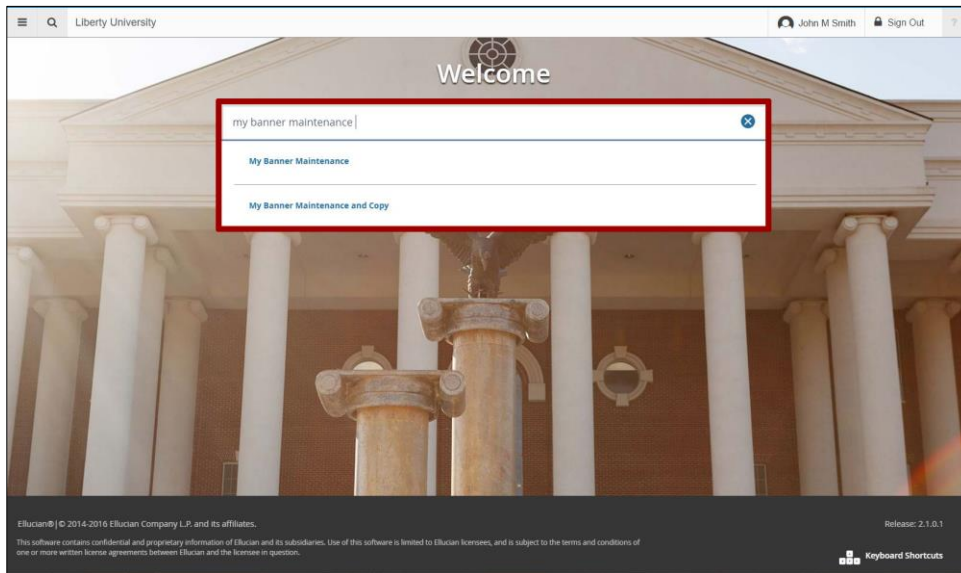 Liberty University
John M Smith
Sign Out
?
Welcome
my banner maintenance
My Banner Maintenance
My Banner Maintenance and Copy
Ellucian®|© 2014-2016 Ellucian Company L.P. and its affiliates.
Release: 2.1.0.1
This software contains confidential and proprietary information of Ellucian and its subsidiaries. Use of this software is limited to Ellucian licensees, and is subject to the terms and conditions of
one or more written license agreements between Ellucian and the licensee in question.
Keyboard Shortcuts